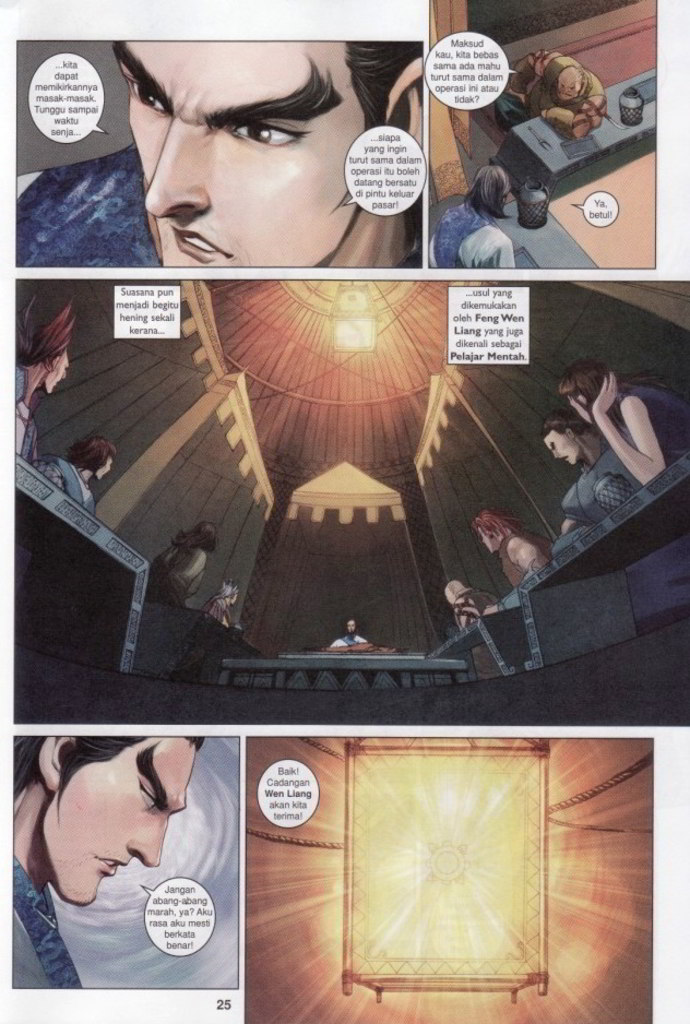 ...kita
dapat
memikirkannya
masak-masak.
Tunggu sampai
waktu
senja...
...siapa
yang ingin
turut sama dalam
operasi itu boleh
datang bersatu
di pintu keluar
pasar!
Maksud
kau, kita bebas
sama ada mahu
turut sama dalam
operasi ini atau
tidak?
Ya,
betul!
Suasana pun
menjadi begitu
hening sekali
kerana...
...usul yang
dikemukakan
oleh Feng Wen
Liang yang juga
dikenali sebagai
Pelajar Mentah.
Jangan
abang-abang
marah, ya? Aku
rasa aku mesti
berkata
benar!
Baik!
Cadangan
Wen Liang
akan kita
terima!
25